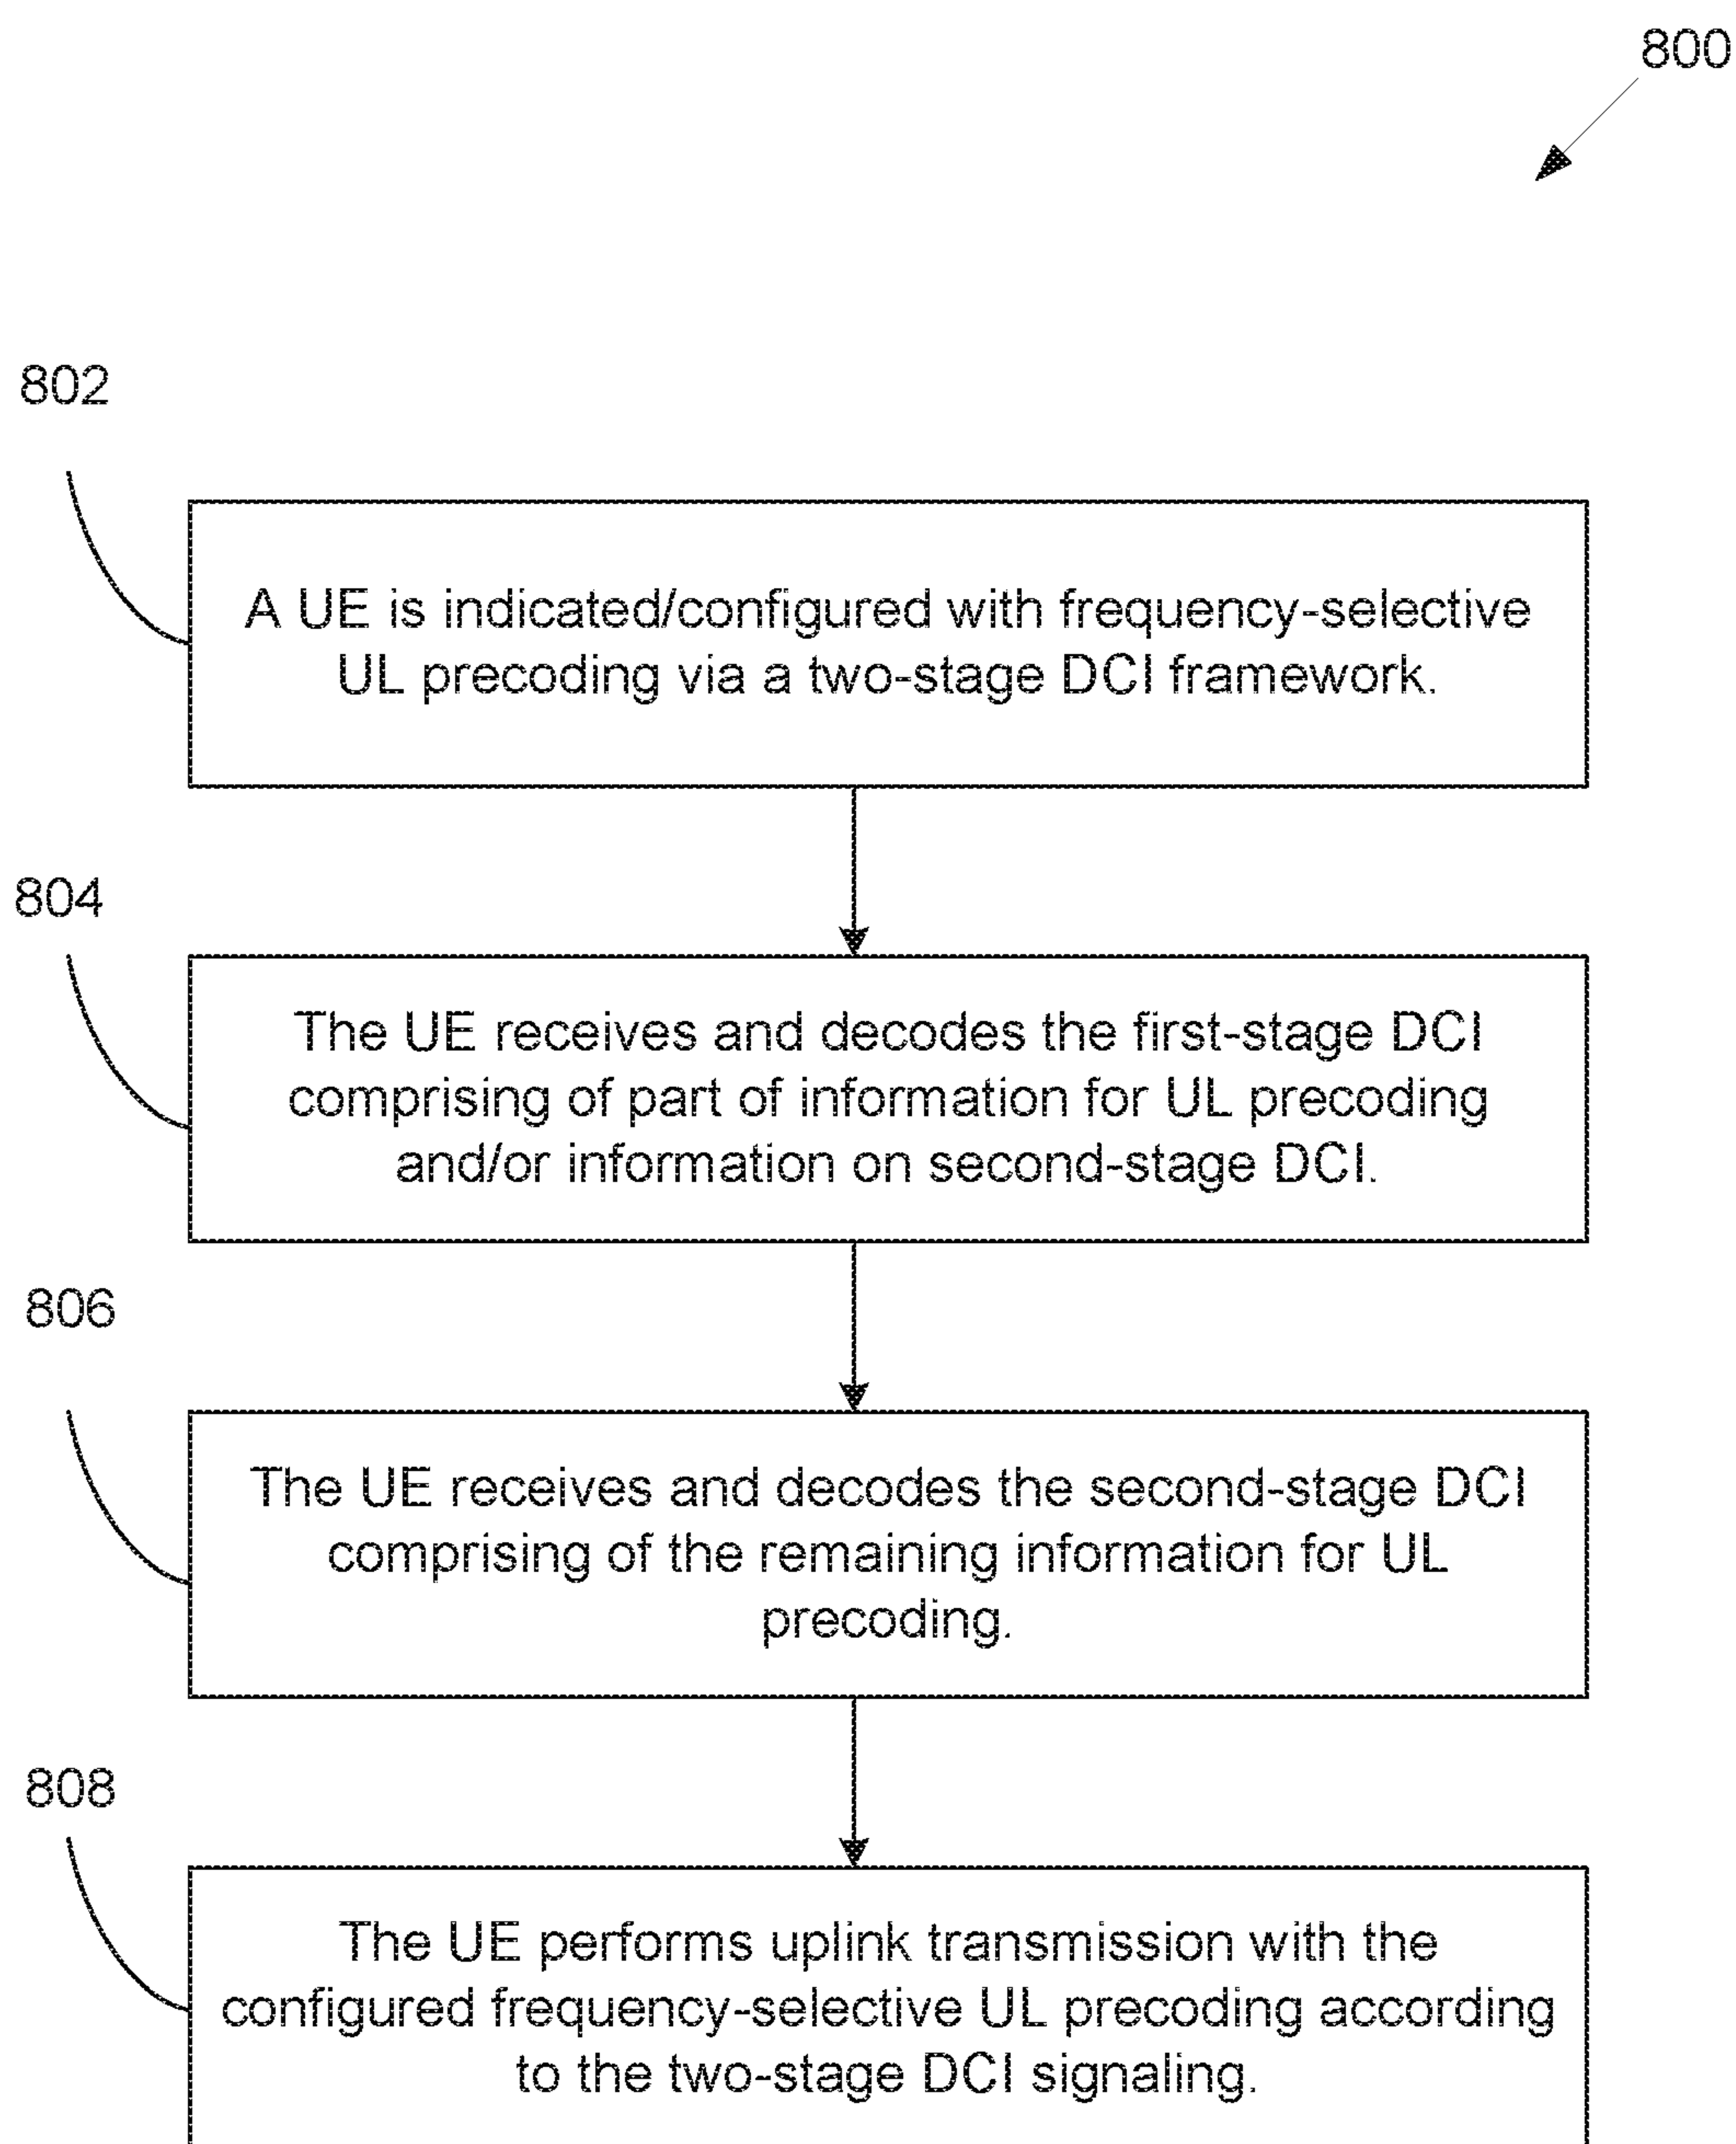 800
802
A UE is indicated/configured with frequency-selective
UL precoding via a two-stage DCI framework.
804
The UE receives and decodes the first-stage DCI
comprising of part of information for UL precoding
and/or information on second-stage DCI.
806
The UE receives and decodes the second-stage DCI
comprising of the remaining information for UL
precoding.
808
The UE performs uplink transmission with the
configured frequency-selective UL precoding according
to the two-stage DCI signaling.